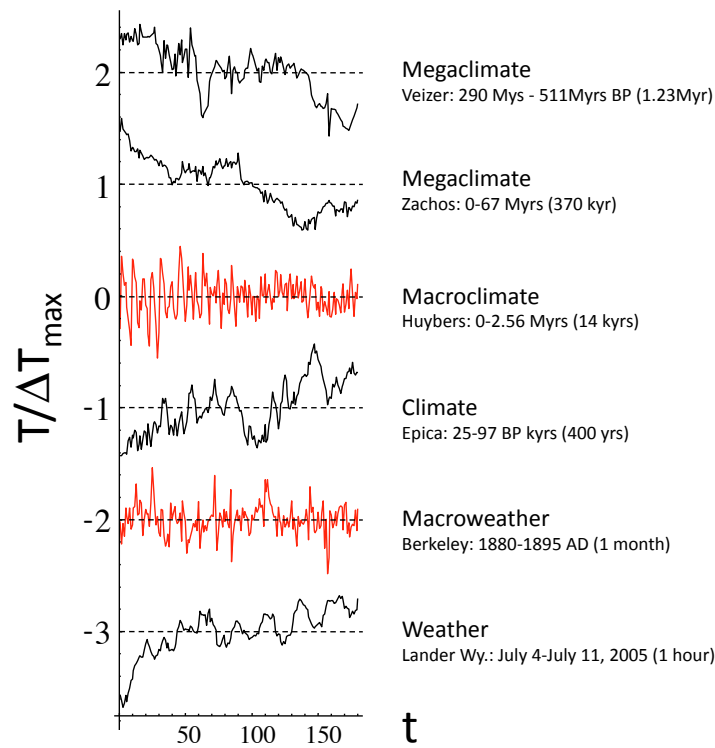 2
Megaclimate
Veizer: 290 Mys - 511Myrs BP (1.23Myr)
1
Megaclimate
Zachos: 0-67 Myrs (370 kyr)
0
Macroclimate
Huybers: 0-2.56 Myrs (14 kyrs)
T/ΔTmax
-1
Climate
Epica: 25-97 BP kyrs (400 yrs)
-2
Macroweather
Berkeley: 1880-1895 AD (1 month)
-3
Weather
Lander Wy.: July 4-July 11, 2005 (1 hour)
50 100 150
t